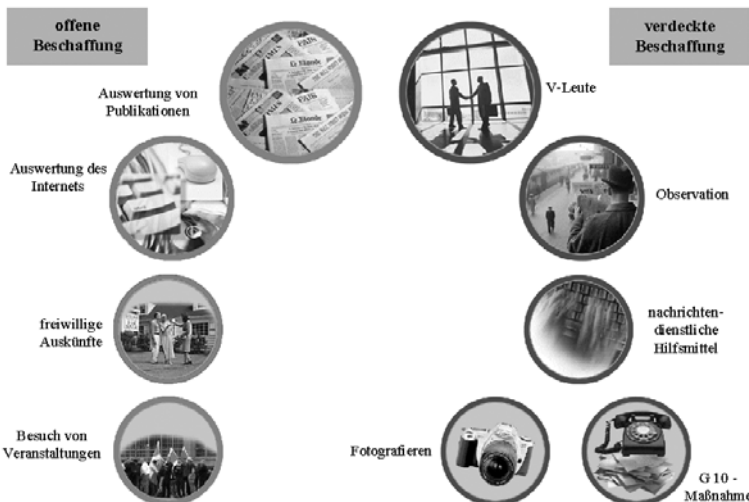 offene
Beschaffung
verdeckte
Beschaffung
Auswertung von
Publikationen
V-Leute
Auswertung des
Internets
Observation
freiwillige
Auskünfte
nachrichten-
dienstliche
Hilfsmittel
Besuch von
Veranstaltungen
Fotografieren
G 10 -
Maßnahme